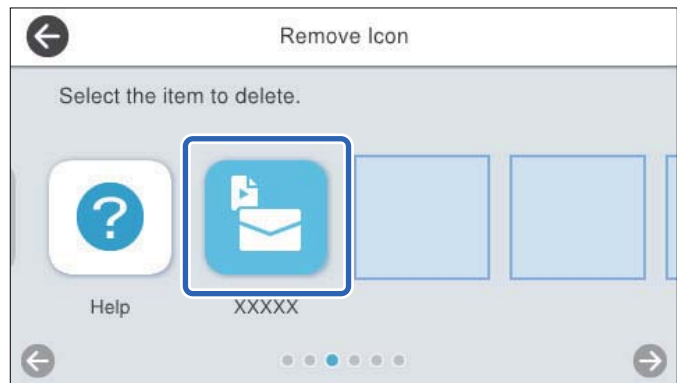 Remove Icon
Select the item to delete.
?
Help
XXXXX